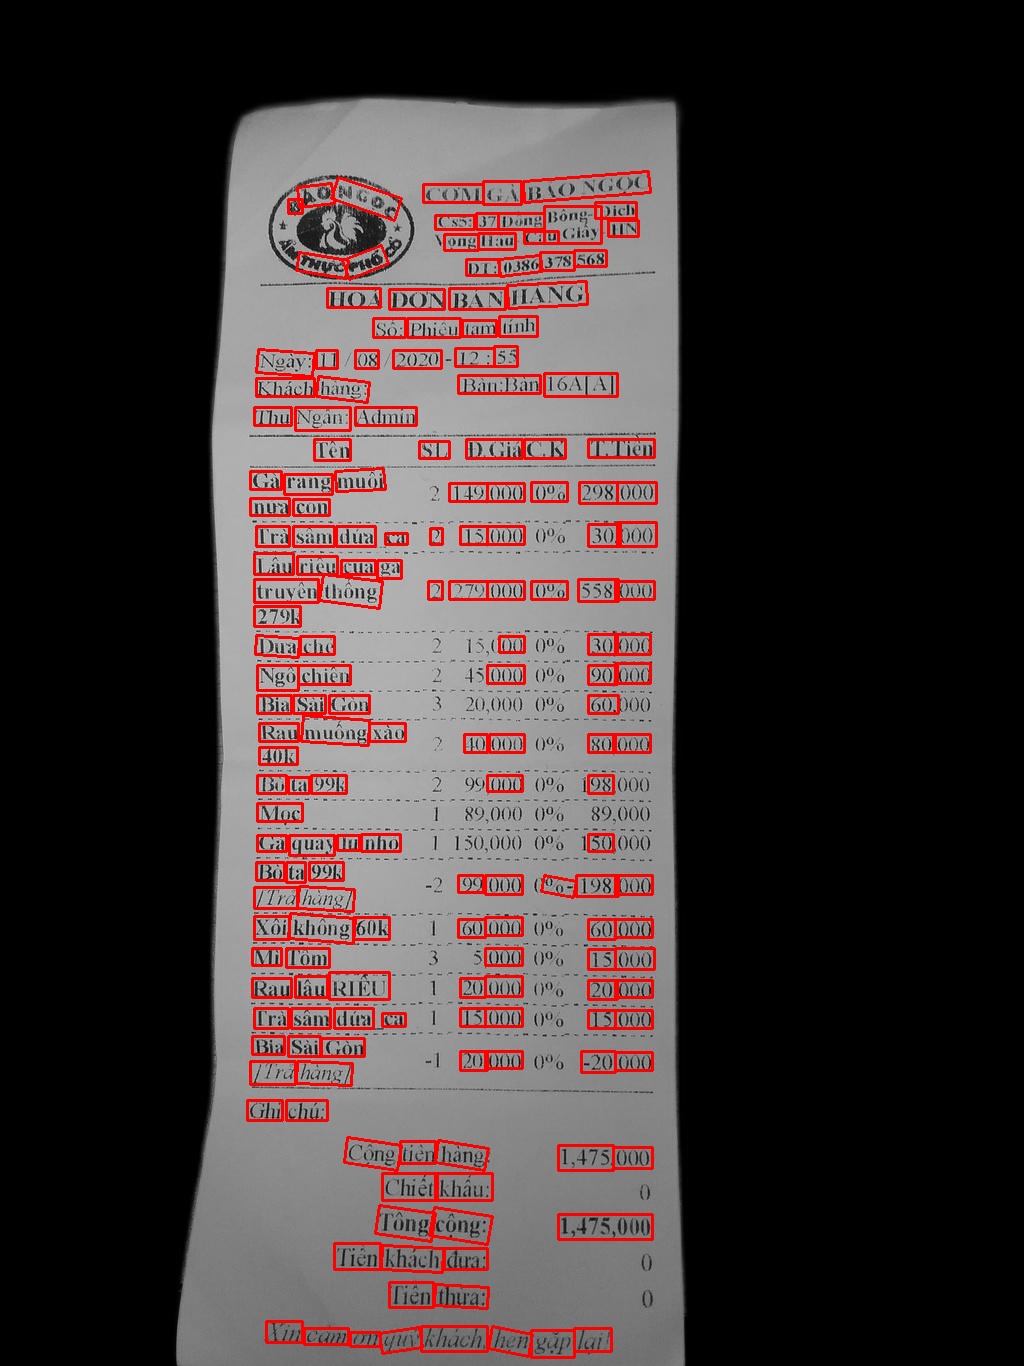 BẢO NGỌC
ẨM THỰC PHỐ CỔ
CƠM GÀ BẢO NGỌC
Cs5: 37 Dòng Bông- Dịch
Vọng Hậu - Cầu Giấy - HN
ĐT: 0386 378 568
HOÁ ĐƠN BÁN HÀNG
Số: Phiếu tạm tính
Ngày: 11 / 08 / 2020 - 12 : 55
Khách hàng: Bàn:Bàn 16A[A]
Thu Ngân: Admin
Tên SL Đ.Giá C.K T.Tiền
Gà rang muối
nửa con 2 149,000 0% 298,000
Trà sâm dứa_ca 2 15,000 0% 30,000
Lẩu riêu cua gà
truyền thống 2 279,000 0% 558,000
279k
Dưa chẻ 2 15,000 0% 30,000
Ngô chiên 2 45,000 0% 90,000
Bia Sài Gòn 3 20,000 60,000
Rau muống xào
40k 2 40,000 0% 80,000
Bò ta 99k 2 99,000 0% 198,000
Mọc 1 89,000 0% 89,000
Gà quay tu nho 1 150,000 0% 150,000
Bò ta 99k
[Trả hàng] -2 99,000 0% -198,000
Xôi không 60k 1 60,000 0% 60,000
Mì Tôm 3 5,000 0% 15,000
Rau lẩu RIÊU 1 20,000 0% 20,000
Trà sâm dứa_ca 1 15,000 0% 15,000
Bia Sài Gòn
[Trả hàng] -1 20,000 0% -20,000
Ghi chú:
Cộng tiền hàng: 1,475,000
Chiết khấu: 0
Tổng cộng: 1,475,000
Tiền khách đưa: 0
Tiền thừa: 0
Xin cảm ơn quý khách, hẹn gặp lại!